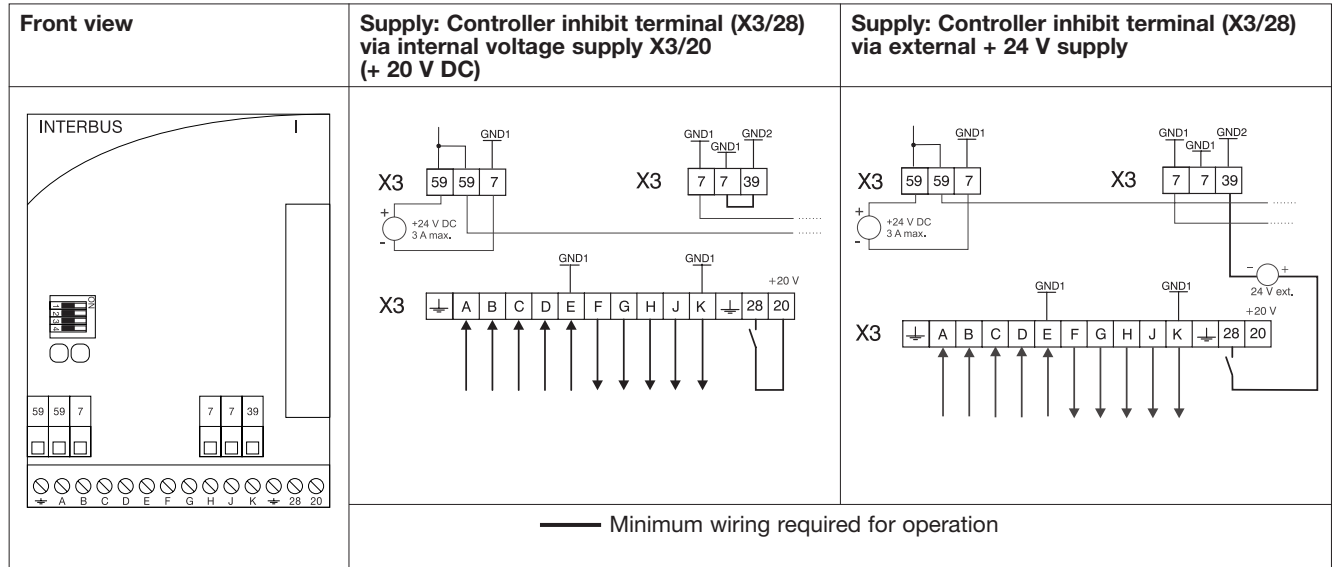 Front view
Supply: Controller inhibit terminal (X3/28)
via internal voltage supply X3/20
(+ 20 V DC)
Supply: Controller inhibit terminal (X3/28)
via external + 24 V supply
INTERBUS I
ON
1
2
3
4
59 59 7
7 7 39
A B C D E F G H J K 28 20
GND1
X3 59 59 7
+
+24 V DC
3 A max.
-
GND1 GND2
GND1
X3 7 7 39
GND1 GND1
+20 V
X3 A B C D E F G H J K 28 20
GND1
X3 59 59 7
+
+24 V DC
3 A max.
-
GND1 GND2
GND1
X3 7 7 39
- +
24 V ext.
GND1 GND1
+20 V
X3 A B C D E F G H J K 28 20
Minimum wiring required for operation